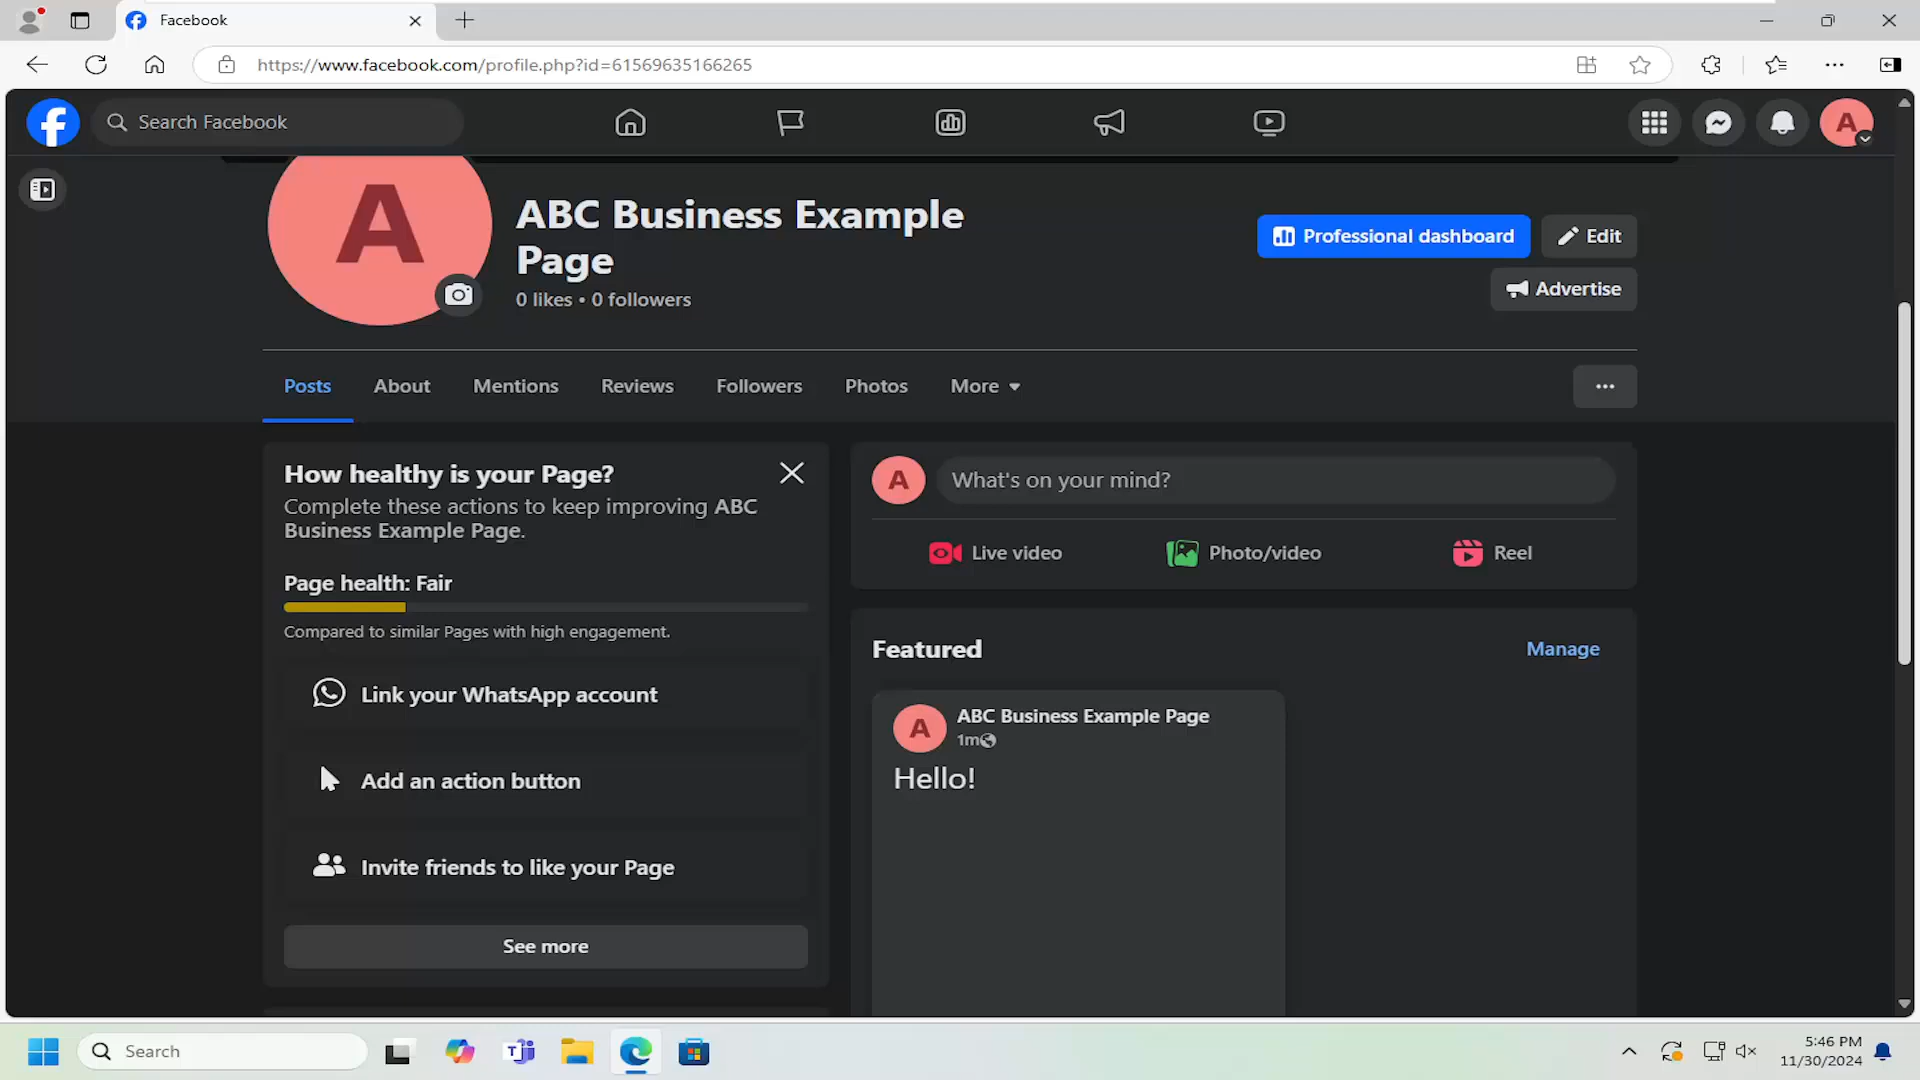 Facebook
https://www.facebook.com/profile.php?id=61569635166265
Search Facebook
A
A
ABC Business Example
Page
0 likes • 0 followers
Professional dashboard
Edit
Advertise
Posts
About
Mentions
Reviews
Followers
Photos
More
How healthy is your Page?
Complete these actions to keep improving ABC
Business Example Page.
Page health: Fair
Compared to similar Pages with high engagement.
Link your WhatsApp account
Add an action button
Invite friends to like your Page
See more
A
What's on your mind?
Live video
Photo/video
Reel
Featured
Manage
A
ABC Business Example Page
1m
Hello!
Search
5:46 PM
11/30/2024